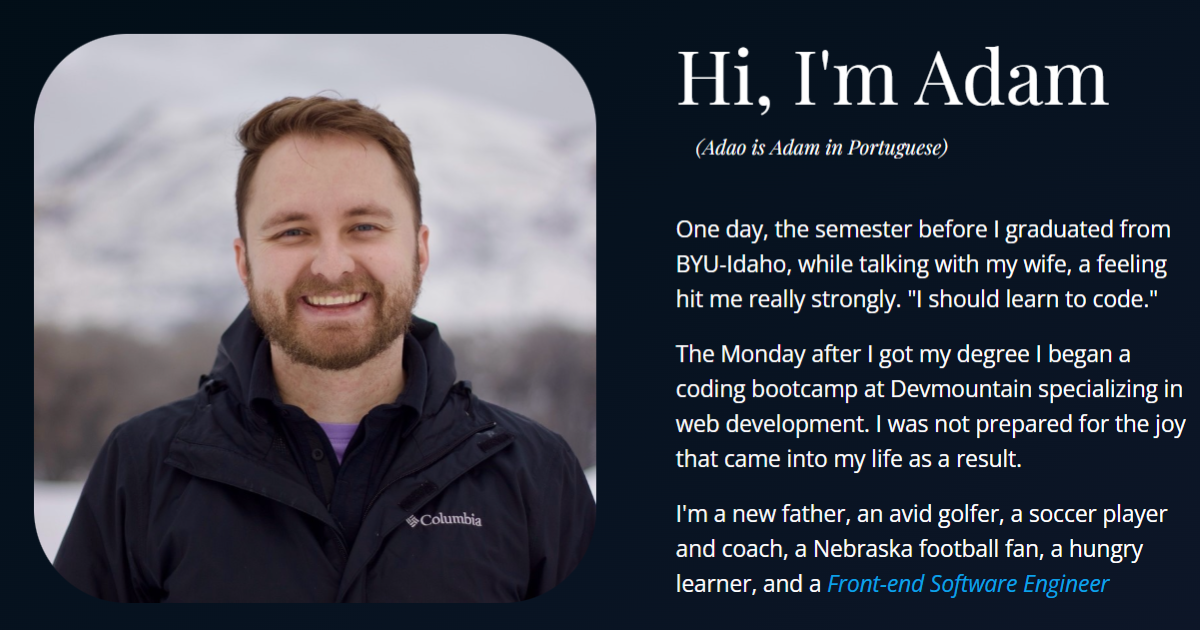 Hi, I'm Adam
(Adao is Adam in Portuguese)
One day, the semester before I graduated from
BYU-Idaho, while talking with my wife, a feeling
hit me really strongly. "I should learn to code."
The Monday after I got my degree I began a
coding bootcamp at Devmountain specializing in
web development. I was not prepared for the joy
that came into my life as a result.
I'm a new father, an avid golfer, a soccer player
and coach, a Nebraska football fan, a hungry
learner, and a Front-end Software Engineer
Columbia